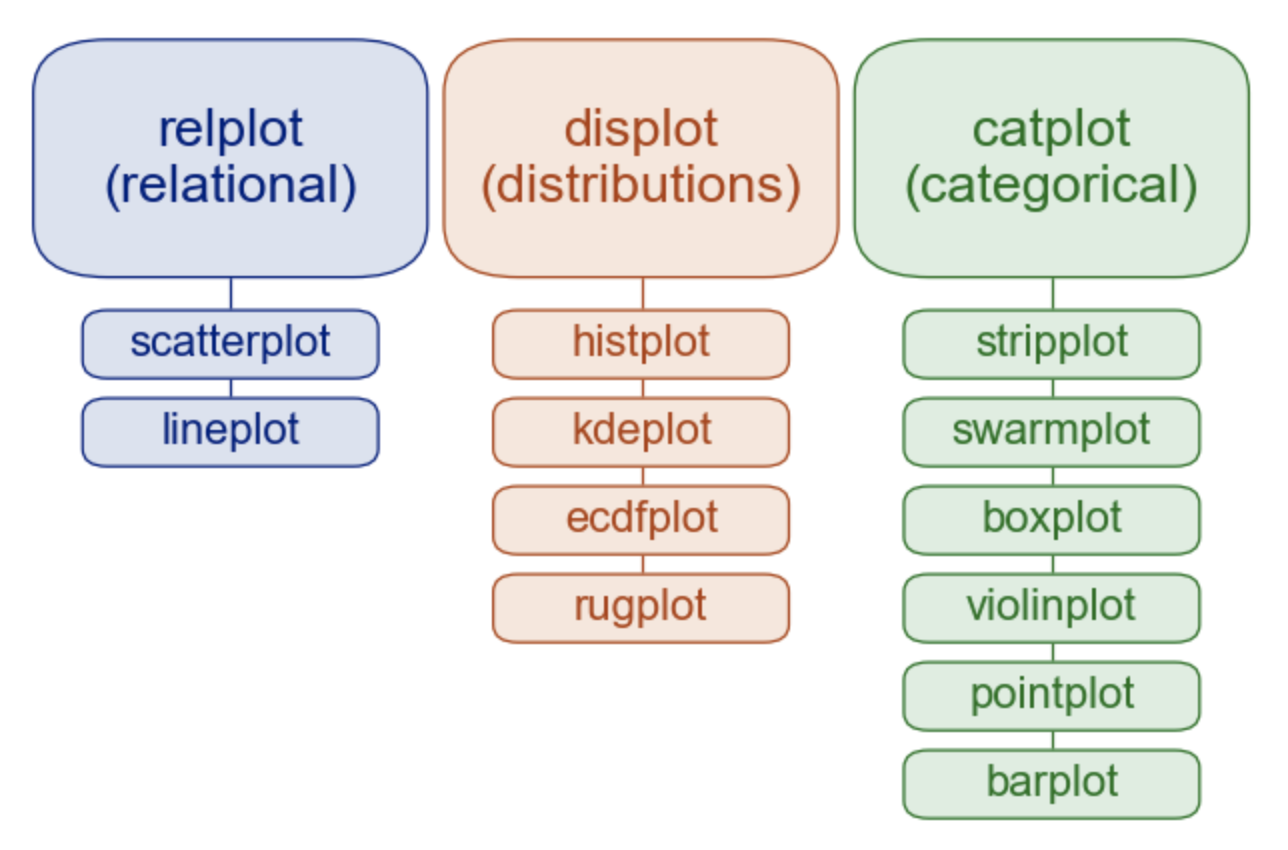 relplot
(relational)
scatterplot
lineplot
displot
(distributions)
histplot
kdeplot
ecdfplot
rugplot
catplot
(categorical)
stripplot
swarmplot
boxplot
violinplot
pointplot
barplot